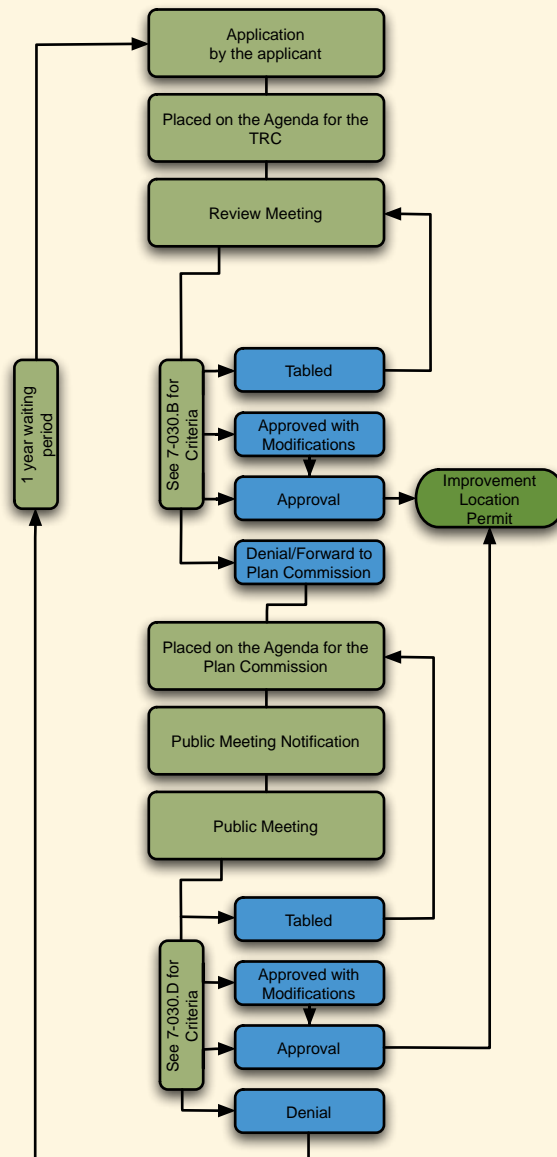 Application
by the applicant
Placed on the Agenda for the
TRC
Review Meeting
1 year waiting
period
See 7-030.B for
Criteria
Tabled
Approved with
Modifications
Approval
Improvement
Location
Permit
Denial/Forward to
Plan Commission
Placed on the Agenda for the
Plan Commission
Public Meeting Notification
Public Meeting
See 7-030.D for
Criteria
Tabled
Approved with
Modifications
Approval
Denial